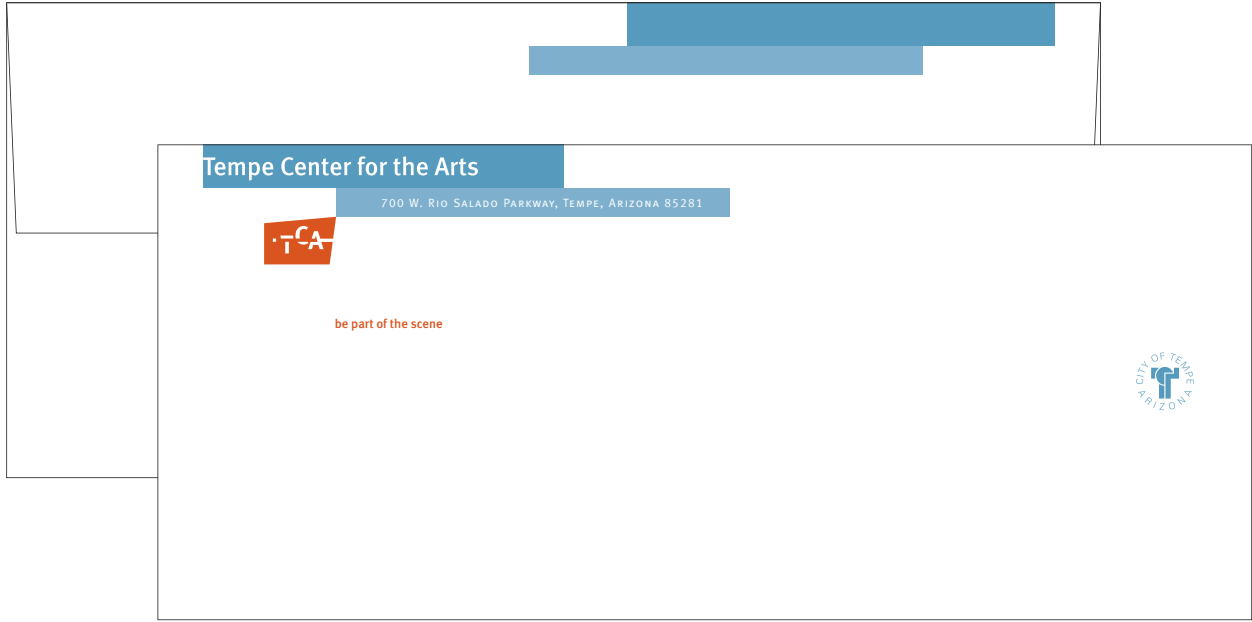 Tempe Center for the Arts
700 W. Rio Salado Parkway, Tempe, Arizona 85281
TCA
be part of the scene
CITY OF TEMPE
ARIZONA